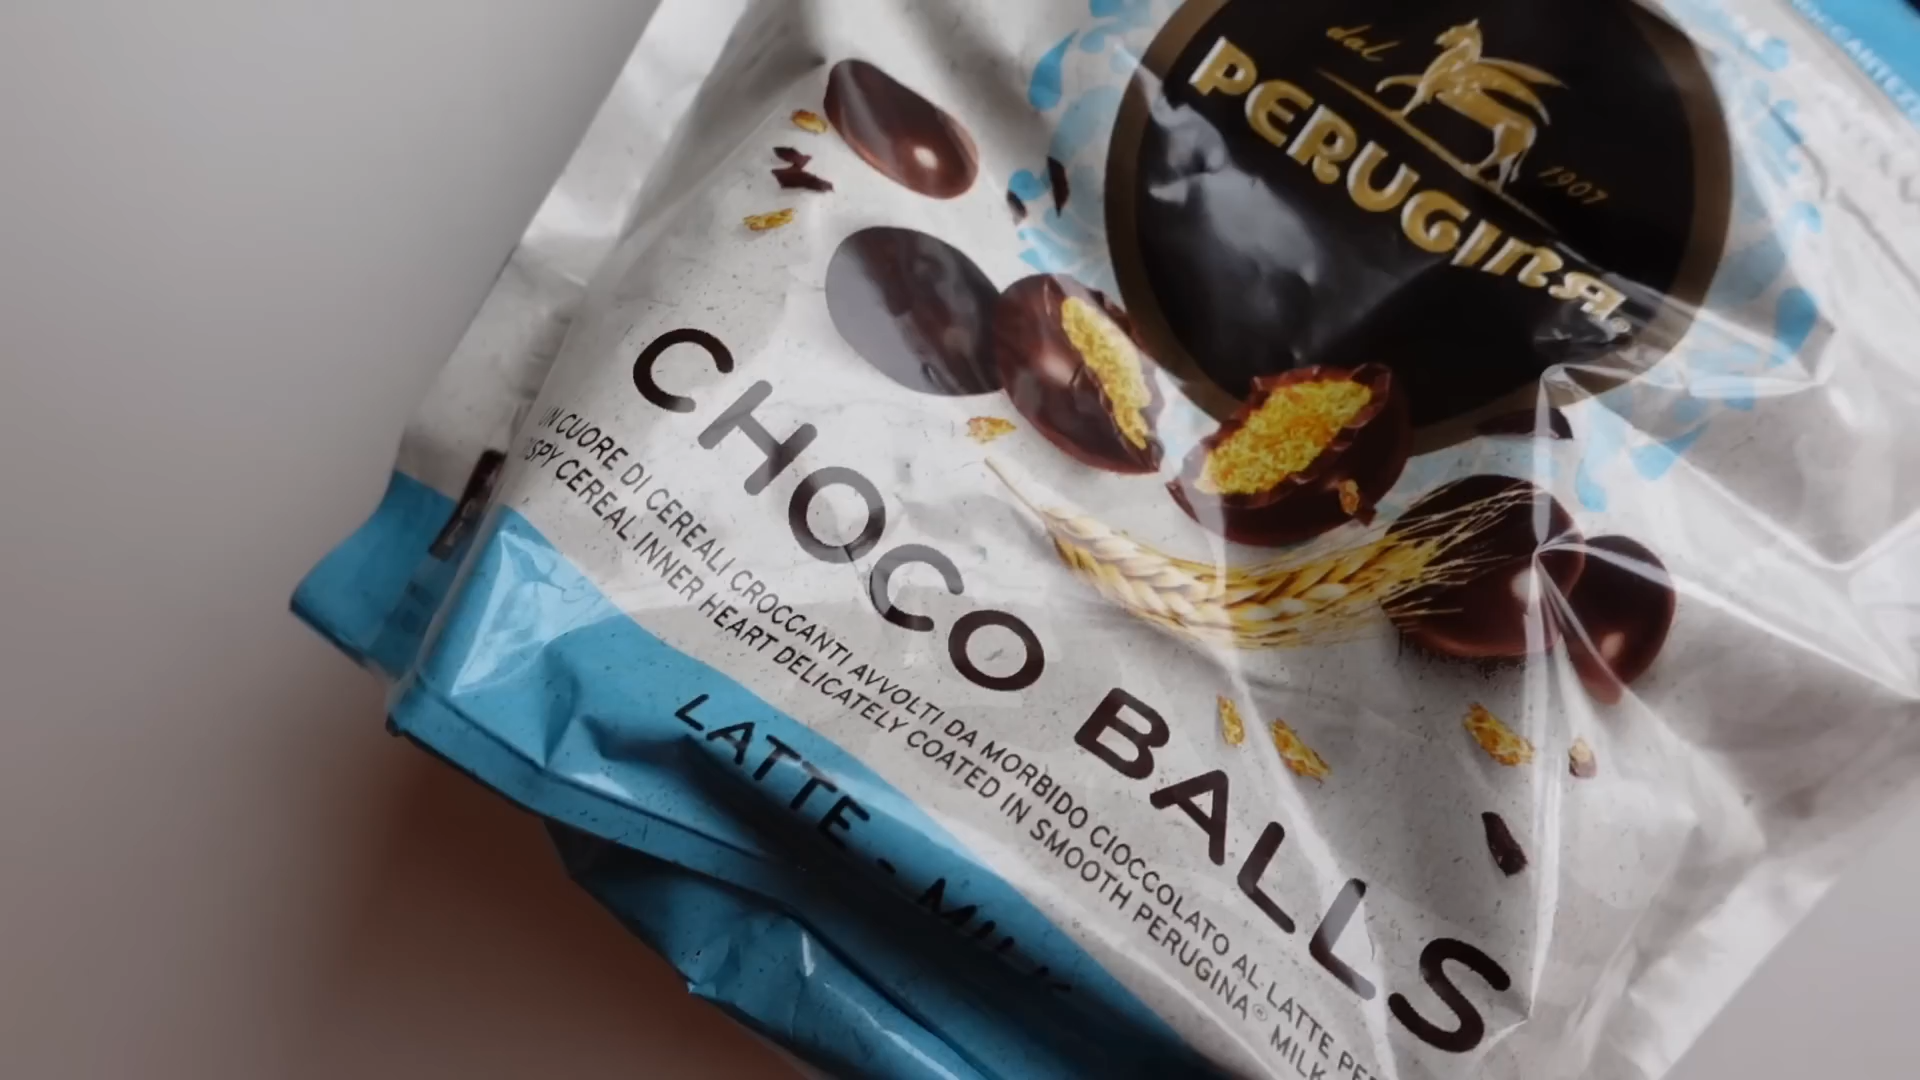 dal 1907
PERUGINA®
CHOCO BALLS
UN CUORE DI CEREALI CROCCANTI AVVOLTI DA MORBIDO CIOCCOLATO AL LATTE
CEREAL INNER HEART DELICATELY COATED IN SMOOTH PERUGINA® MILK
LATTE - MILK